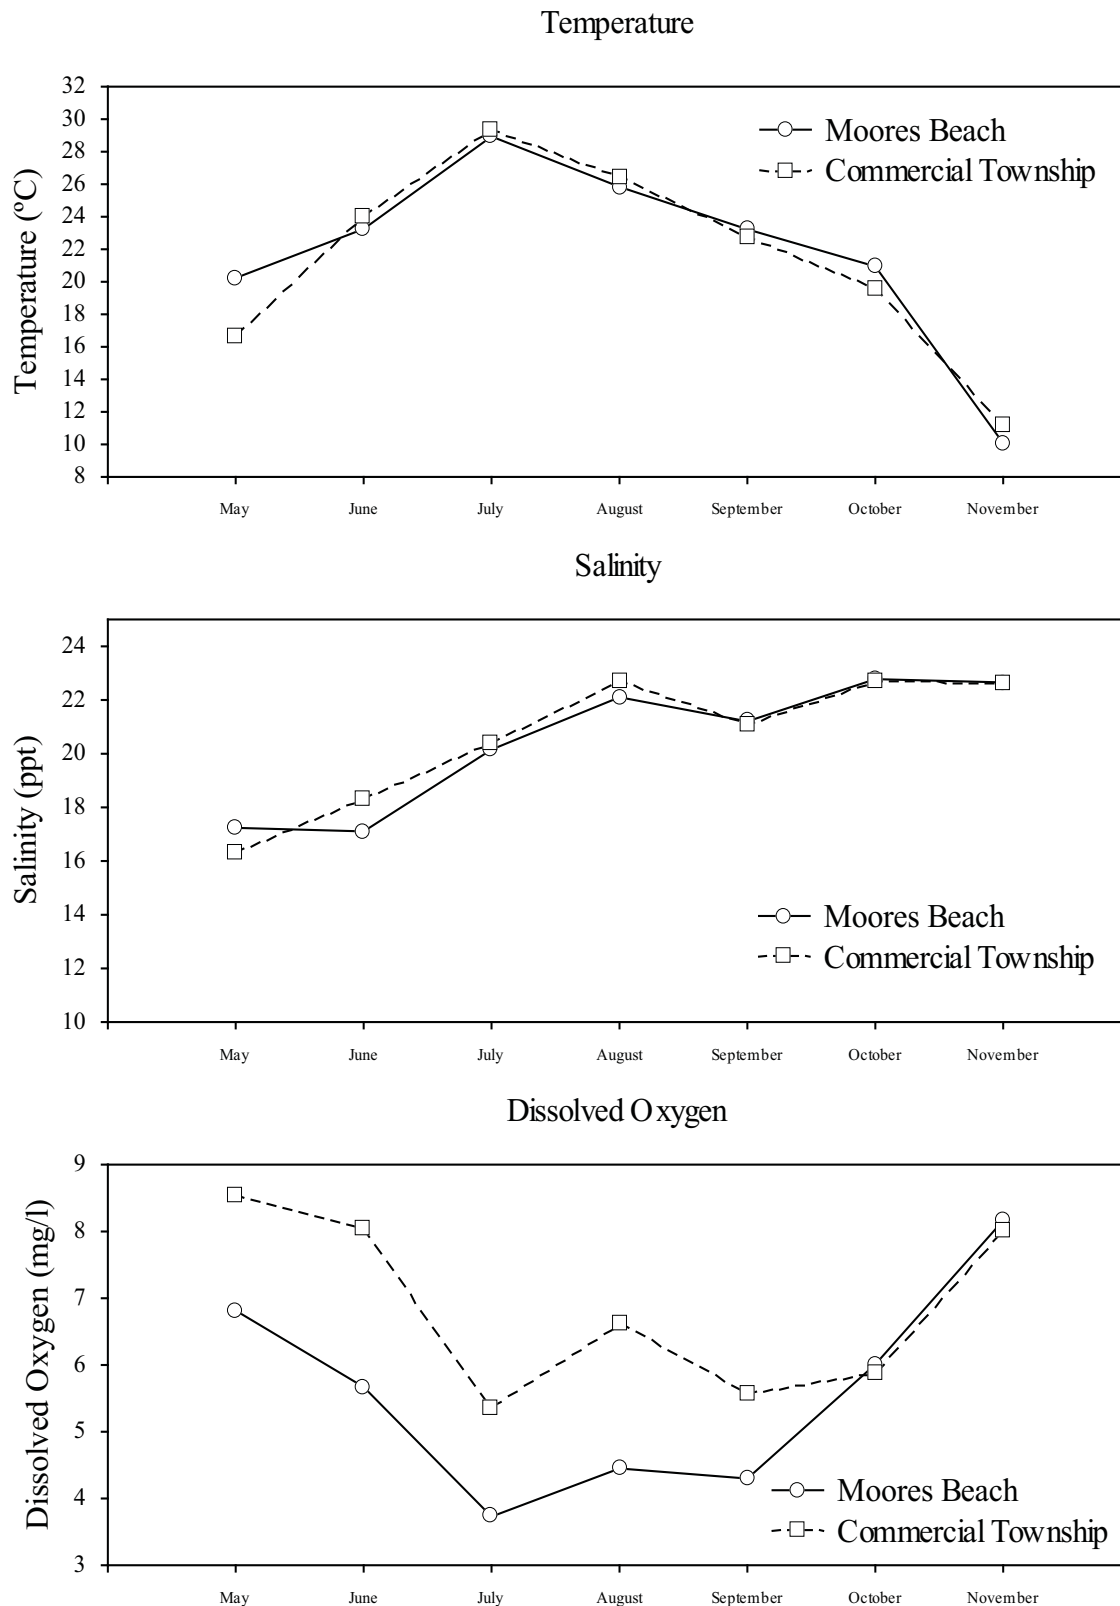 Temperature
32
30
28
26
24
22
20
18
16
14
12
10
8
Temperature (ºC)
Moores Beach
Commercial Township
May June July August September October November
Salinity
24
22
20
18
16
14
12
10
Salinity (ppt)
Moores Beach
Commercial Township
May June July August September October November
Dissolved Oxygen
9
8
7
6
5
4
3
Dissolved Oxygen (mg/l)
Moores Beach
Commercial Township
May June July August September October November